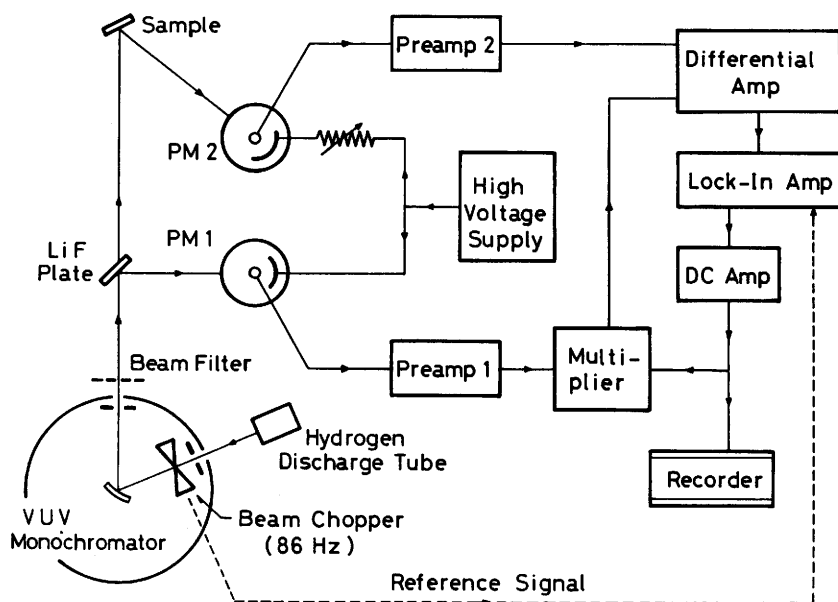 Sample
Preamp 2
Differential
Amp
PM 2
Lock-In Amp
High
Voltage
Supply
LiF
Plate
PM 1
DC Amp
Beam Filter
Preamp 1
Multi-
plier
Hydrogen
Discharge Tube
Recorder
VUV
Monochromator
Beam Chopper
(86 Hz)
Reference Signal